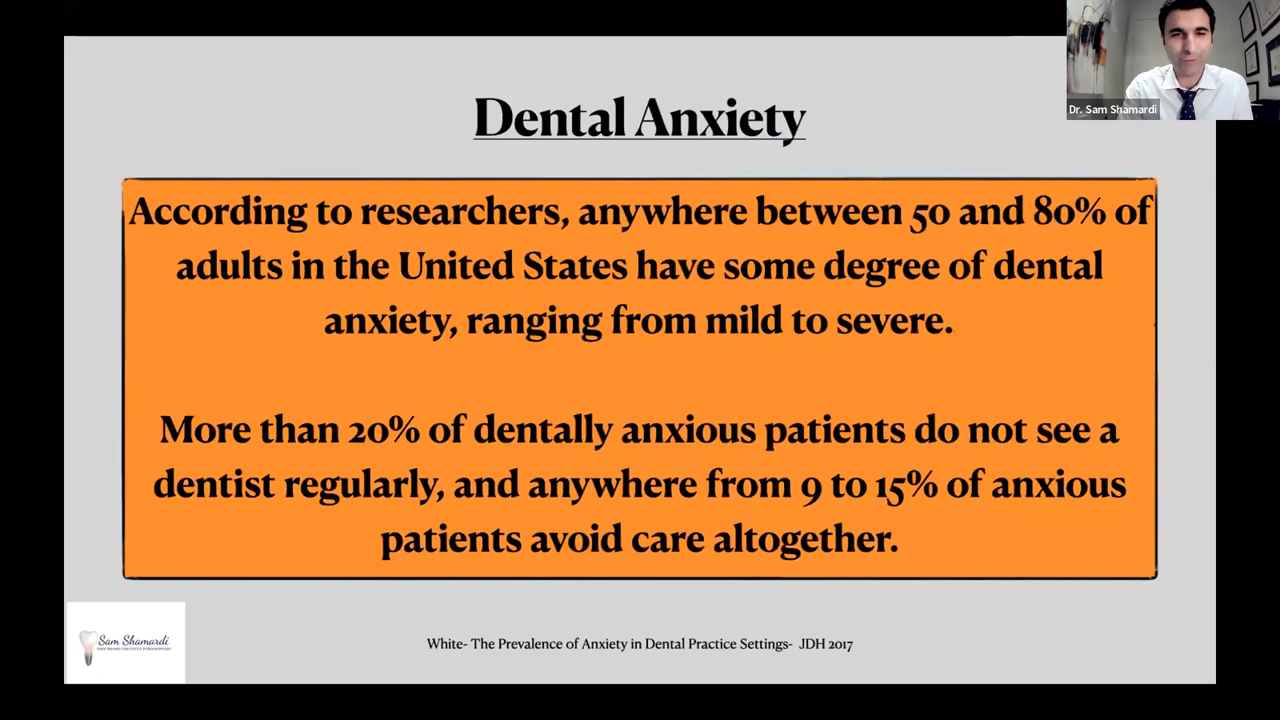 Dr. Sam Shamardi
Dental Anxiety
According to researchers, anywhere between 50 and 80% of
adults in the United States have some degree of dental
anxiety, ranging from mild to severe.
More than 20% of dentally anxious patients do not see a
dentist regularly, and anywhere from 9 to 15% of anxious
patients avoid care altogether.
Sam Shamardi
White- The Prevalence of Anxiety in Dental Practice Settings- JDH 2017